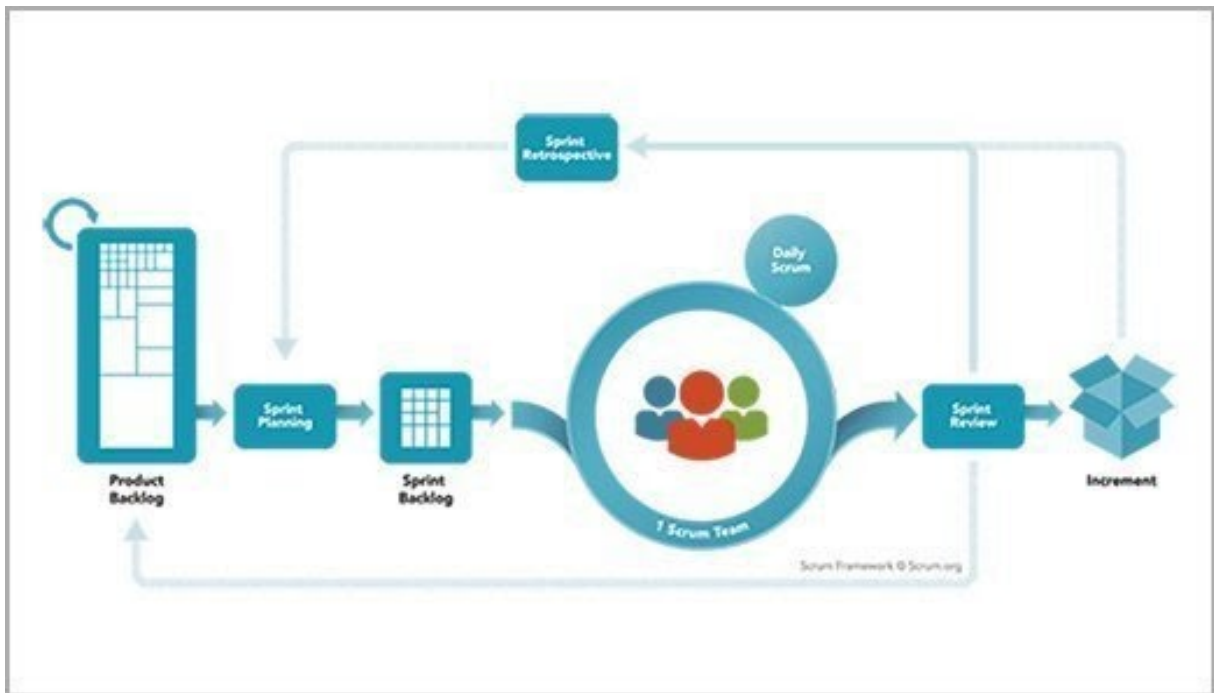 Sprint
Retrospective
Daily
Scrum
Sprint
Planning
Sprint
Review
Product
Backlog
Sprint
Backlog
Increment
1 Scrum Team
Scrum Framework © Scrum.org